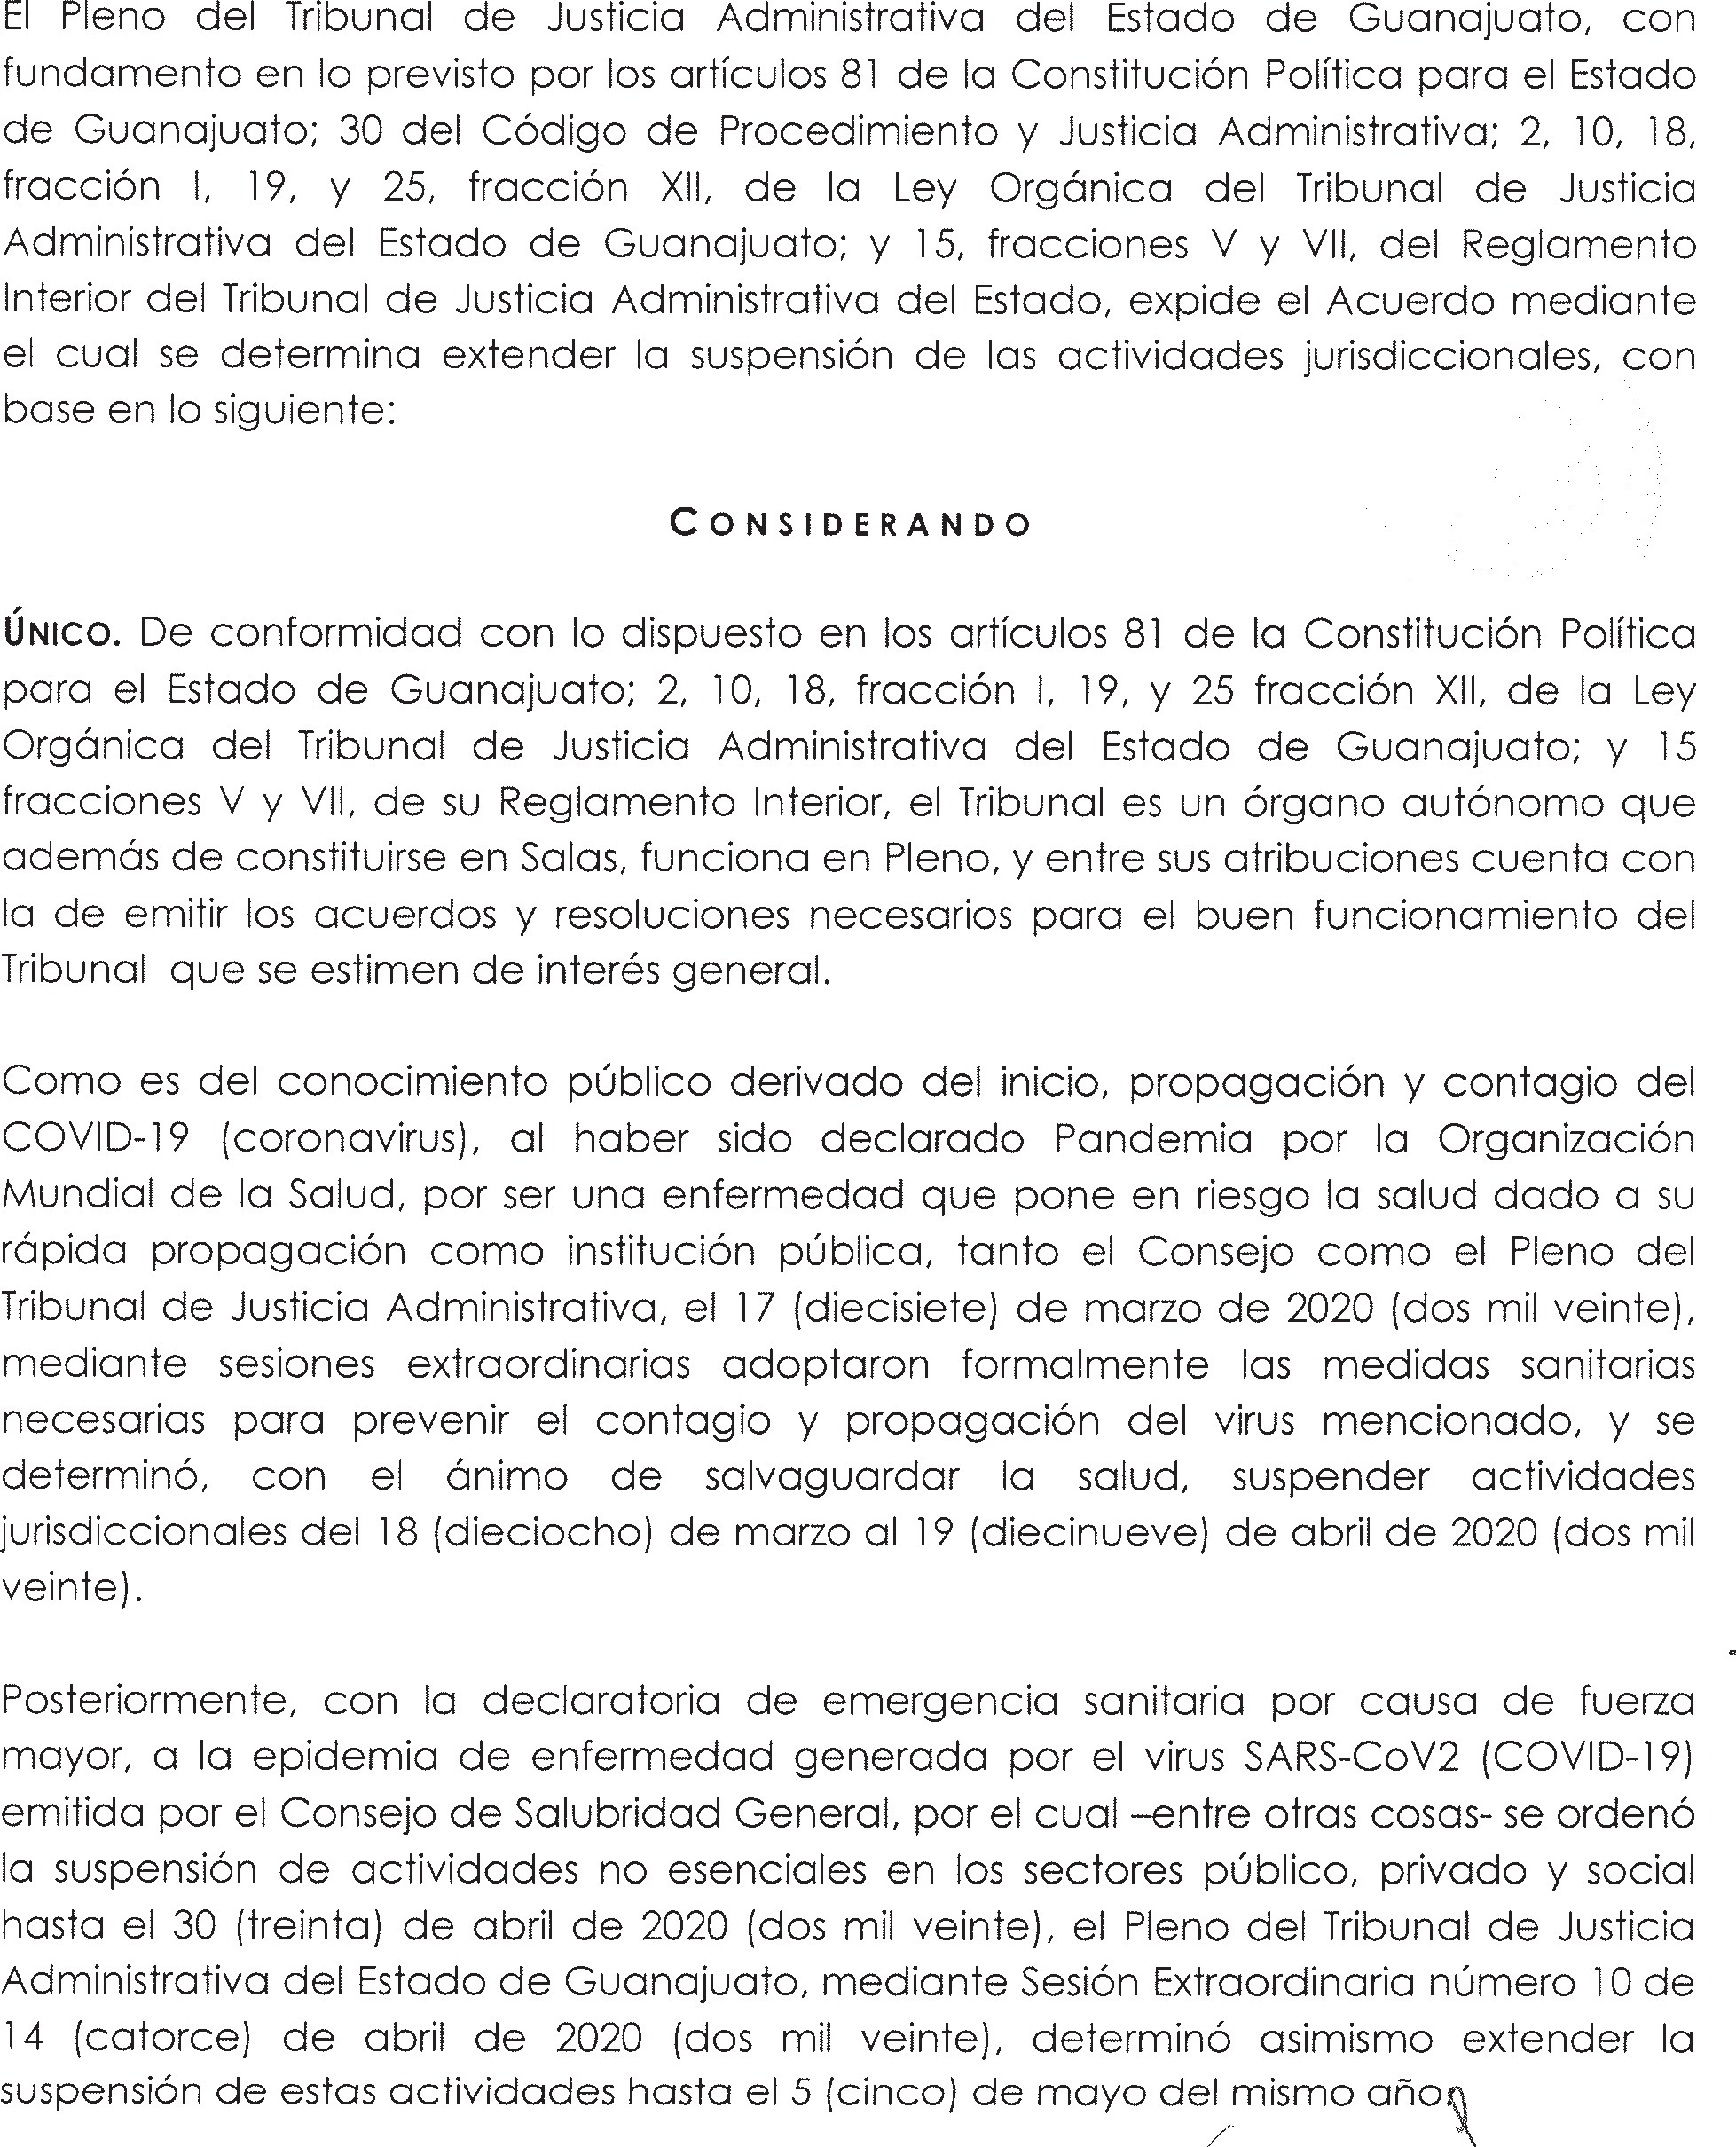 El Pleno del Tribunal de Justicia Administrativa del Estado de Guanajuato, con
fundamento en lo previsto por los artículos 81 de la Constitución Política para el Estado
de Guanajuato; 30 del Código de Procedimiento y Justicia Administrativa; 2, 10, 18,
fracción I, 19, y 25, fracción XII, de la Ley Orgánica del Tribunal de Justicia
Administrativa del Estado de Guanajuato; y 15, fracciones V y VII, del Reglamento
Interior del Tribunal de Justicia Administrativa del Estado, expide el Acuerdo mediante
el cual se determina extender la suspensión de las actividades jurisdiccionales, con
base en lo siguiente:
CONSIDERANDO
ÚNICO. De conformidad con lo dispuesto en los artículos 81 de la Constitución Política
para el Estado de Guanajuato; 2, 10, 18, fracción I, 19, y 25 fracción XII, de la Ley
Orgánica del Tribunal de Justicia Administrativa del Estado de Guanajuato; y 15
fracciones V y VII, de su Reglamento Interior, el Tribunal es un órgano autónomo que
además de constituirse en Salas, funciona en Pleno, y entre sus atribuciones cuenta con
la de emitir los acuerdos y resoluciones necesarios para el buen funcionamiento del
Tribunal que se estimen de interés general.
Como es del conocimiento público derivado del inicio, propagación y contagio del
COVID-19 (coronavirus), al haber sido declarado Pandemia por la Organización
Mundial de la Salud, por ser una enfermedad que pone en riesgo la salud dado a su
rápida propagación como institución pública, tanto el Consejo como el Pleno del
Tribunal de Justicia Administrativa, el 17 (diecisiete) de marzo de 2020 (dos mil veinte),
mediante sesiones extraordinarias adoptaron formalmente las medidas sanitarias
necesarias para prevenir el contagio y propagación del virus mencionado, y se
determinó, con el ánimo de salvaguardar la salud, suspender actividades
jurisdiccionales del 18 (dieciocho) de marzo al 19 (diecinueve) de abril de 2020 (dos mil
veinte).
Posteriormente, con la declaratoria de emergencia sanitaria por causa de fuerza
mayor, a la epidemia de enfermedad generada por el virus SARS-CoV2 (COVID-19)
emitida por el Consejo de Salubridad General, por el cual –entre otras cosas- se ordenó
la suspensión de actividades no esenciales en los sectores público, privado y social
hasta el 30 (treinta) de abril de 2020 (dos mil veinte), el Pleno del Tribunal de Justicia
Administrativa del Estado de Guanajuato, mediante Sesión Extraordinaria número 10 de
14 (catorce) de abril de 2020 (dos mil veinte), determinó asimismo extender la
suspensión de estas actividades hasta el 5 (cinco) de mayo del mismo año.